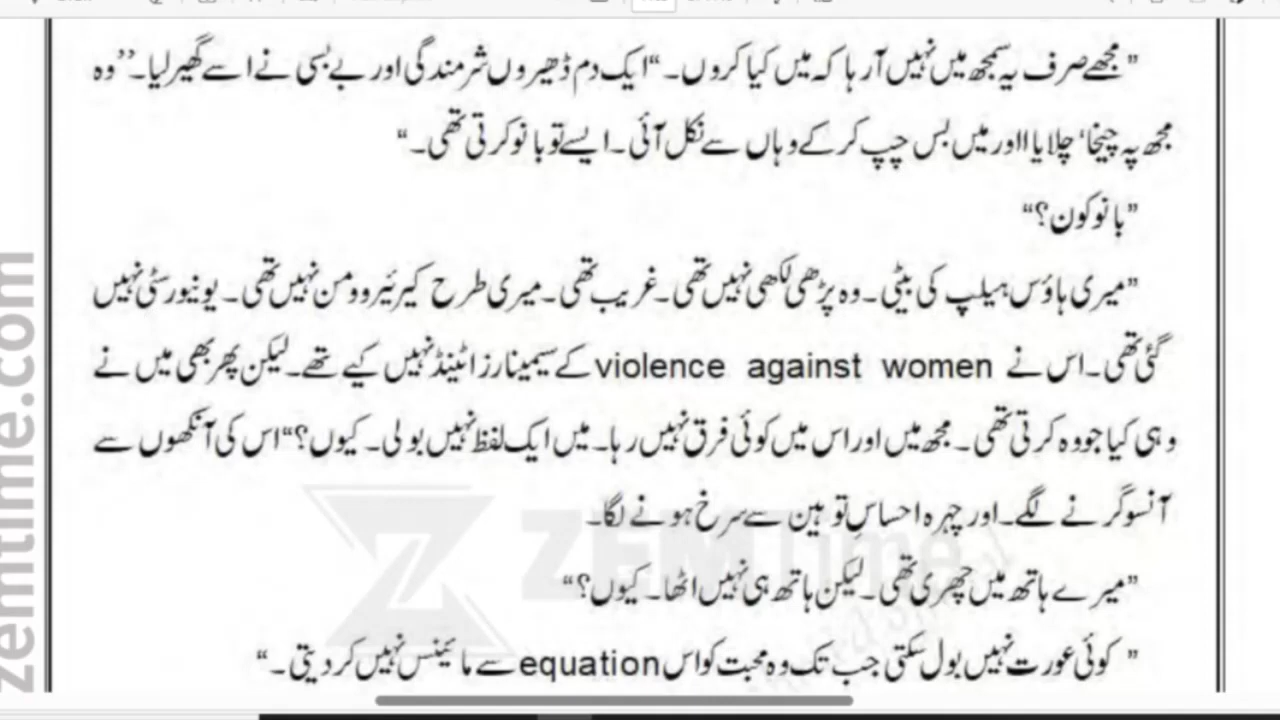 ”مجھے صرف یہ سمجھ میں نہیں آ رہا کہ میں کیا کروں۔“ایک دم ڈھیروں شرمندگی اور بے بسی نے اسے گھیر لیا۔’’وہ
مجھ پہ چیخا‘ چلایا ااور میں بس چپ کر کے وہاں سے نکل آئی۔ایسے تو بانو کرتی تھی۔“
”بانو کون؟“
”میری ہاؤس ہیلپ کی بیٹی۔وہ پڑھی لکھی نہیں تھی۔غریب تھی۔میری طرح کیرئیر وومن نہیں تھی۔یونیورسٹی نہیں
گئی تھی۔اس نے violence against women کے سیمینارز اٹینڈ نہیں کیے تھے۔لیکن پھر بھی میں نے
وہی کیا جو وہ کرتی تھی۔مجھ میں اور اس میں کوئی فرق نہیں رہا۔میں ایک لفظ نہیں بولی۔کیوں؟“اس کی آنکھوں سے
آنسو گرنے لگے۔اور چہرہ احساسِ توہین سے سرخ ہونے لگا۔
”میرے ہاتھ میں چھری تھی۔لیکن ہاتھ ہی نہیں اٹھا۔کیوں؟“
”کوئی عورت نہیں بول سکتی جب تک وہ محبت کو اس equation سے مائینس نہیں کر دیتی۔“
zemtime.com
ZEM Time